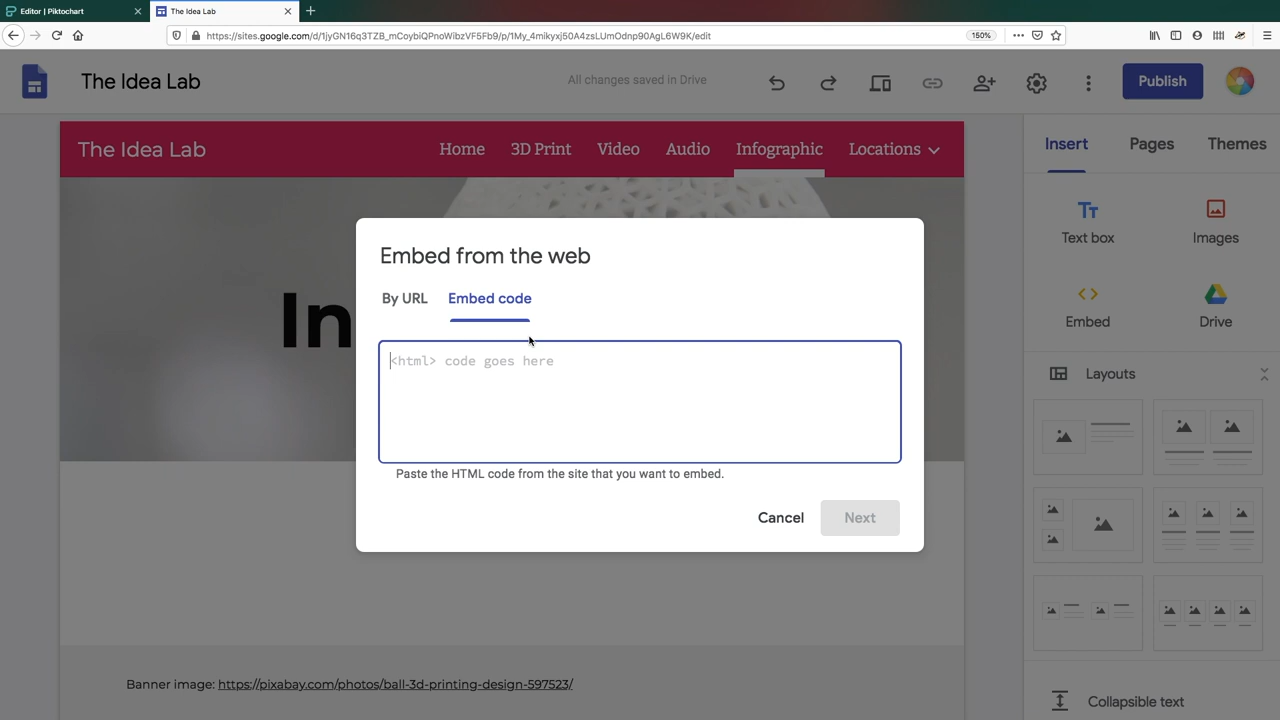 Editor | Piktochart
The Idea Lab
https://sites.google.com/d/1jyGN16q3TZB_mCoybiQPnoWibzVF5Fb9/p/1My_4mikyxj50A4zsLUmOdnp90AgL6W9K/edit
150%
The Idea Lab
All changes saved in Drive
Publish
The Idea Lab
Home
3D Print
Video
Audio
Infographic
Locations
Insert
Pages
Themes
In
Text box
Images
Embed
Drive
Layouts
Collapsible text
Embed from the web
By URL
Embed code
<html> code goes here
Paste the HTML code from the site that you want to embed.
Cancel
Next
Banner image: https://pixabay.com/photos/ball-3d-printing-design-597523/